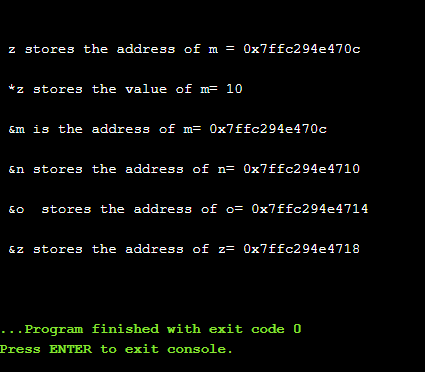 z stores the address of m = 0x7ffc294e470c
*z stores the value of m= 10
&m is the address of m= 0x7ffc294e470c
&n stores the address of n= 0x7ffc294e4710
&o  stores the address of o= 0x7ffc294e4714
&z stores the address of z= 0x7ffc294e4718
...Program finished with exit code 0
Press ENTER to exit console.